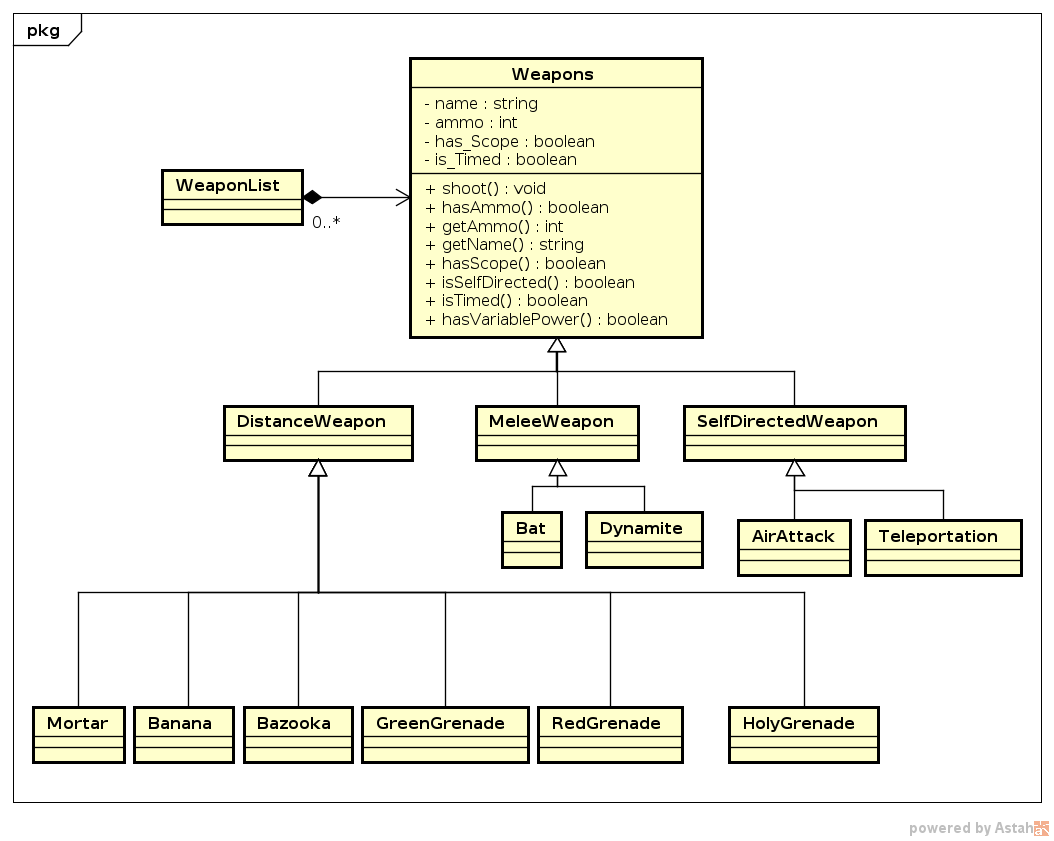 pkg
Weapons
- name : string
- ammo : int
- has_Scope : boolean
- is_Timed : boolean
+ shoot() : void
+ hasAmmo() : boolean
+ getAmmo() : int
+ getName() : string
+ hasScope() : boolean
+ isSelfDirected() : boolean
+ isTimed() : boolean
+ hasVariablePower() : boolean
WeaponList
0..*
DistanceWeapon
MeleeWeapon
SelfDirectedWeapon
Bat
Dynamite
AirAttack
Teleportation
Mortar
Banana
Bazooka
GreenGrenade
RedGrenade
HolyGrenade
powered by Astah